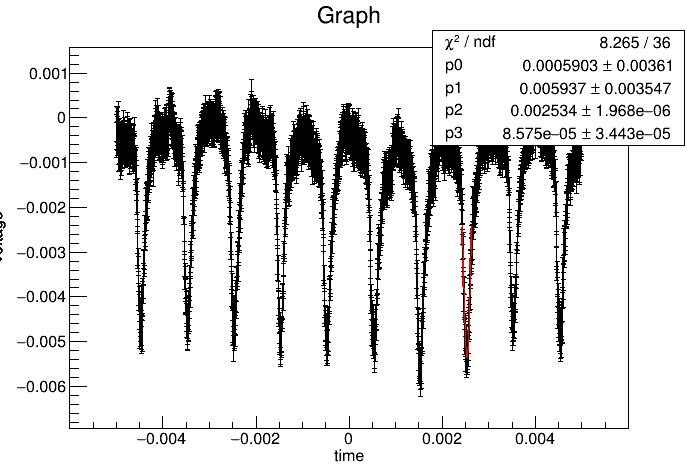 Graph
χ² / ndf 8.265 / 36
p0 0.0005903 ± 0.00361
p1 0.005937 ± 0.003547
p2 0.002534 ± 1.968e−06
p3 8.575e−05 ± 3.443e−05
0.001
0
−0.001
−0.002
−0.003
−0.004
−0.005
−0.006
−0.004 −0.002 0 0.002 0.004
time